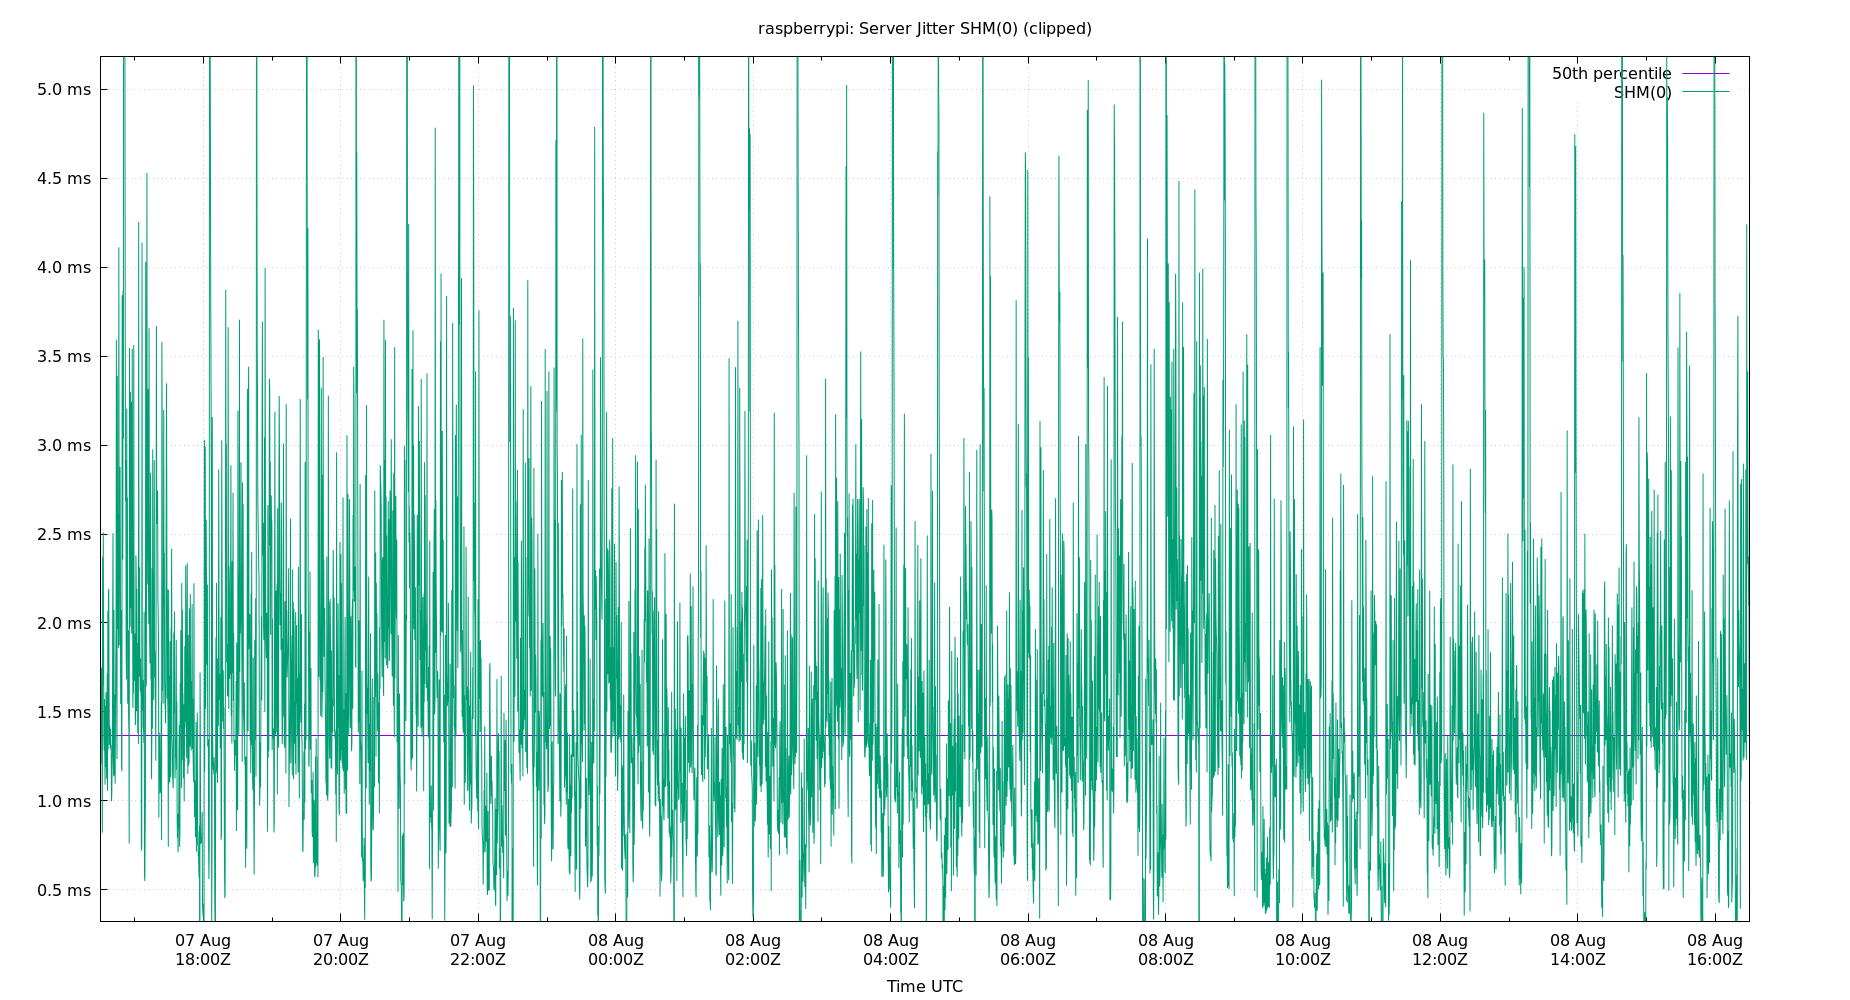 raspberrypi: Server Jitter SHM(0) (clipped)
50th percentile
SHM(0)
5.0 ms
4.5 ms
4.0 ms
3.5 ms
3.0 ms
2.5 ms
2.0 ms
1.5 ms
1.0 ms
0.5 ms
07 Aug 07 Aug 07 Aug 08 Aug 08 Aug 08 Aug 08 Aug 08 Aug 08 Aug 08 Aug 08 Aug 08 Aug
18:00Z 20:00Z 22:00Z 00:00Z 02:00Z 04:00Z 06:00Z 08:00Z 10:00Z 12:00Z 14:00Z 16:00Z
Time UTC